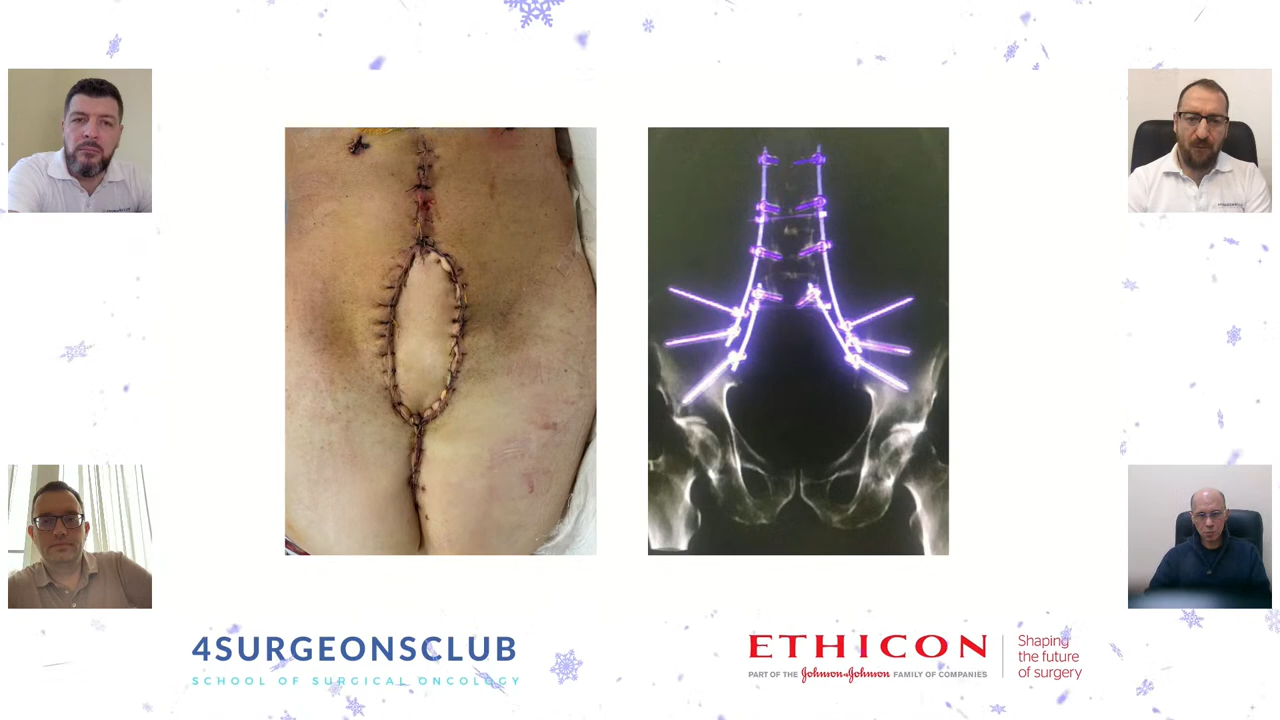 4SURGEONSCLUB
SCHOOL OF SURGICAL ONCOLOGY
ETHICON
PART OF THE Johnson & Johnson FAMILY OF COMPANIES
Shaping
the future
of surgery